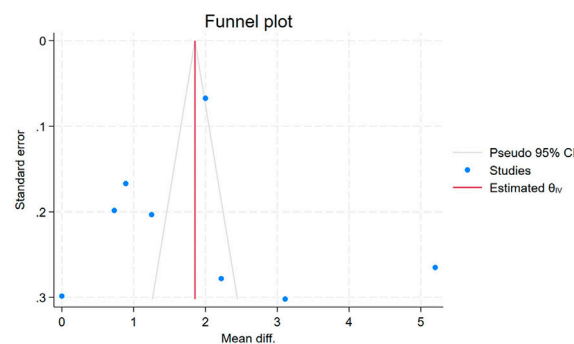 Funnel plot
0
.1
.2
.3
Standard error
0 1 2 3 4 5
Mean diff.
Pseudo 95% CI
Studies
Estimated θIV